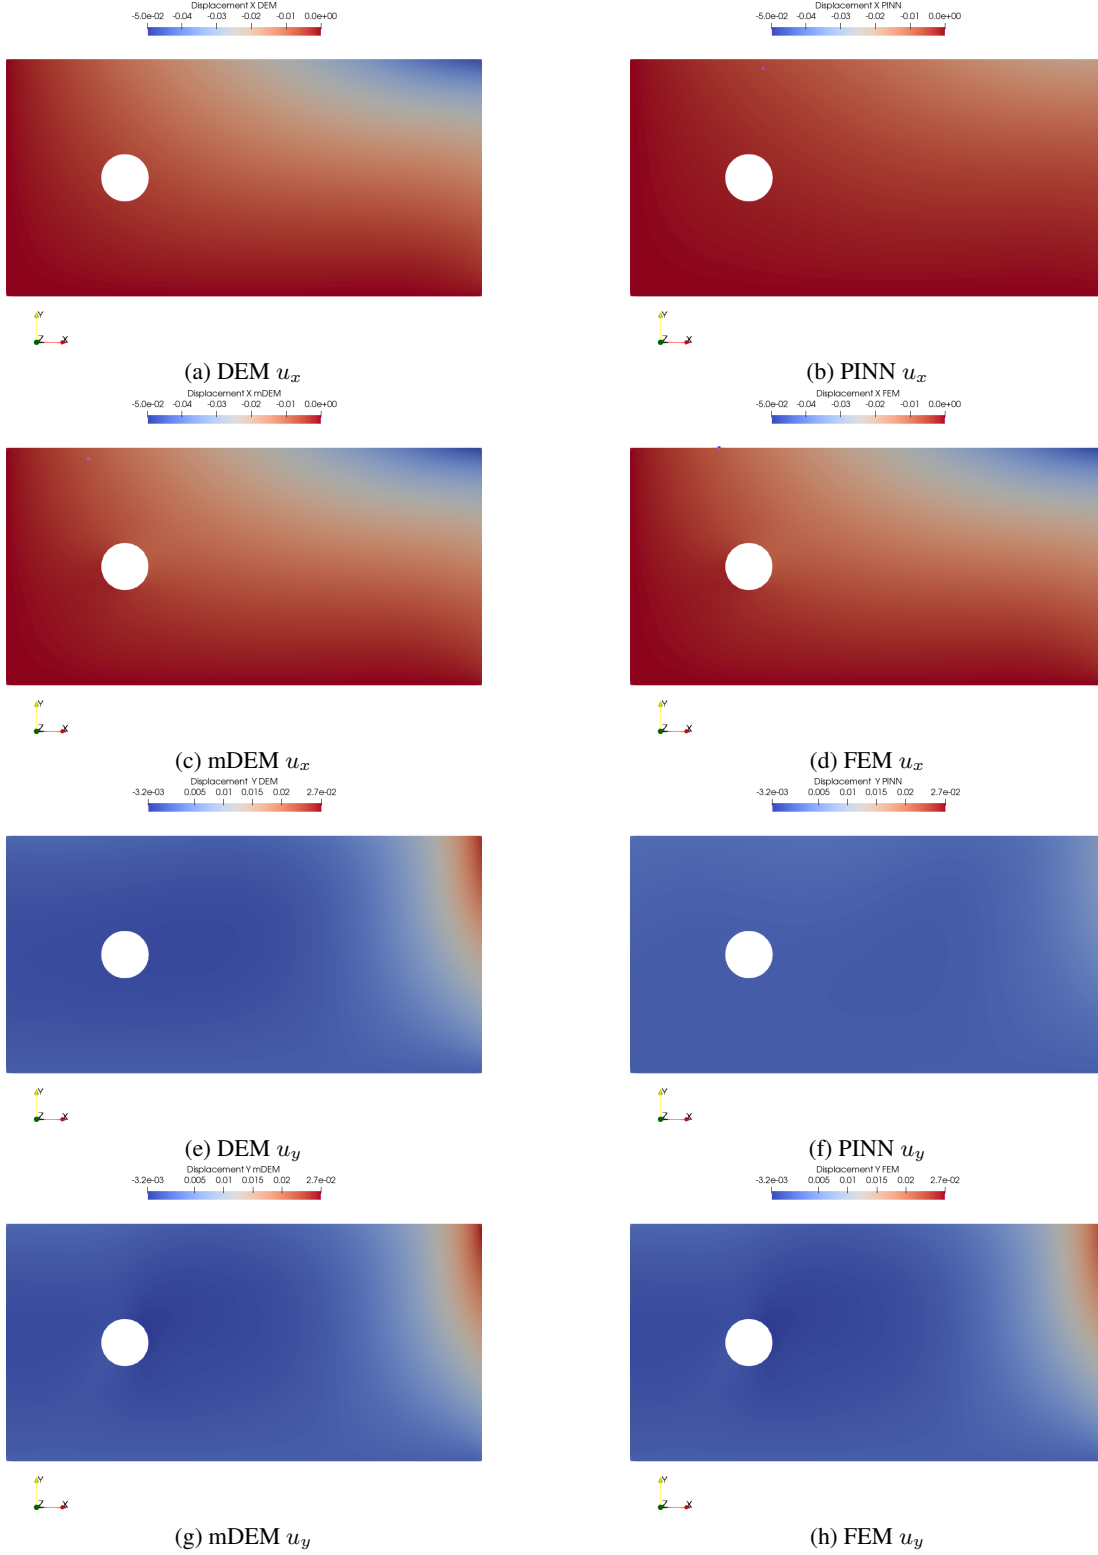 Displacement X DEM
-5.0e-02 -0.04 -0.03 -0.02 -0.01 0.0e+00
Y
Z X
(a) DEM u_x
Displacement X PINN
-5.0e-02 -0.04 -0.03 -0.02 -0.01 0.0e+00
Y
Z X
(b) PINN u_x
Displacement X mDEM
-5.0e-02 -0.04 -0.03 -0.02 -0.01 0.0e+00
Y
Z X
(c) mDEM u_x
Displacement X FEM
-5.0e-02 -0.04 -0.03 -0.02 -0.01 0.0e+00
Y
Z X
(d) FEM u_x
Displacement Y DEM
-3.2e-03 0.005 0.01 0.015 0.02 2.7e-02
Y
Z X
(e) DEM u_y
Displacement Y PINN
-3.2e-03 0.005 0.01 0.015 0.02 2.7e-02
Y
Z X
(f) PINN u_y
Displacement Y mDEM
-3.2e-03 0.005 0.01 0.015 0.02 2.7e-02
Y
Z X
(g) mDEM u_y
Displacement Y FEM
-3.2e-03 0.005 0.01 0.015 0.02 2.7e-02
Y
Z X
(h) FEM u_y